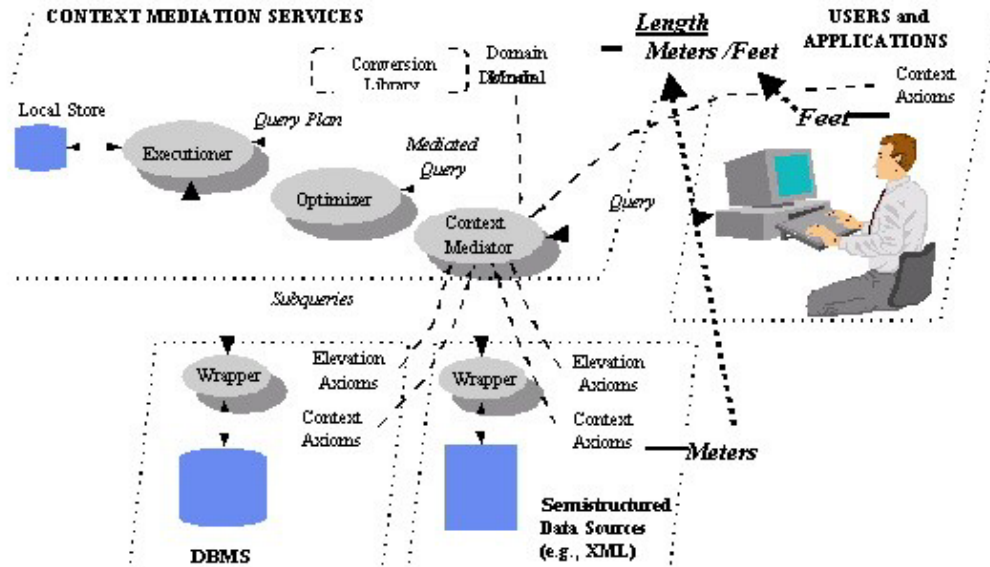 CONTEXT MEDIATION SERVICES
Length
Meters /Feet
USERS and
APPLICATIONS
Conversion
Library
Domain
Context
Axioms
Local Store
Feet
Query Plan
Executioner
Mediated
Query
Optimizer
Query
Context
Mediator
Subqueries
Wrapper
Elevation
Axioms
Wrapper
Elevation
Axioms
Context
Axioms
Context
Axioms
Meters
Semistructured
Data Sources
(e.g., XML)
DBMS